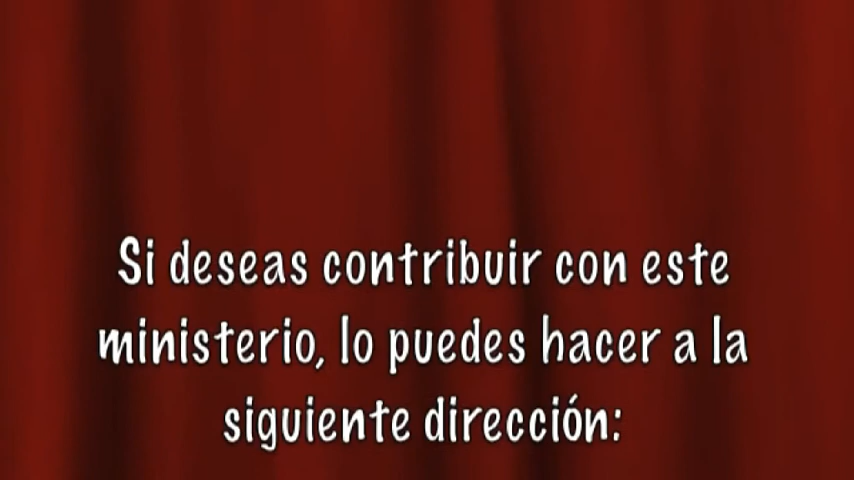 Si deseas contribuir con este
ministerio, lo puedes hacer a la
siguiente dirección: